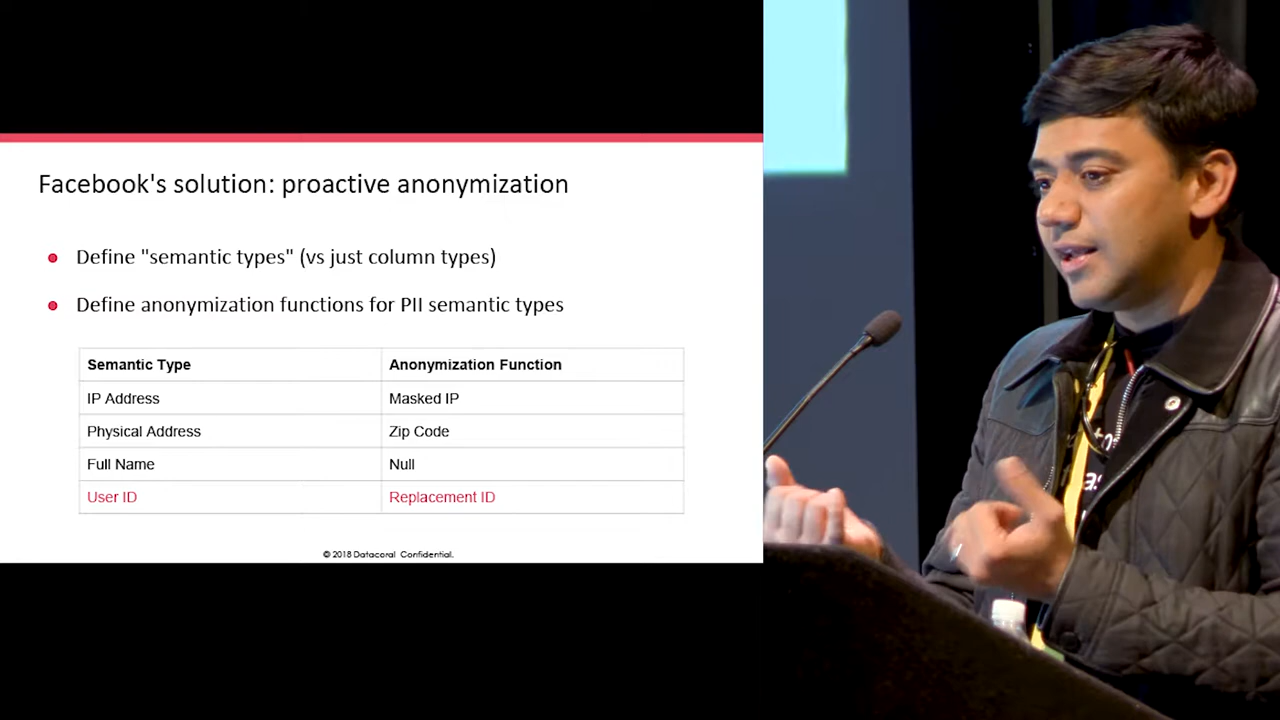 Facebook's solution: proactive anonymization
Define "semantic types" (vs just column types)
Define anonymization functions for PII semantic types
Semantic Type Anonymization Function
IP Address Masked IP
Physical Address Zip Code
Full Name Null
User ID Replacement ID
© 2018 Datacoral Confidential.